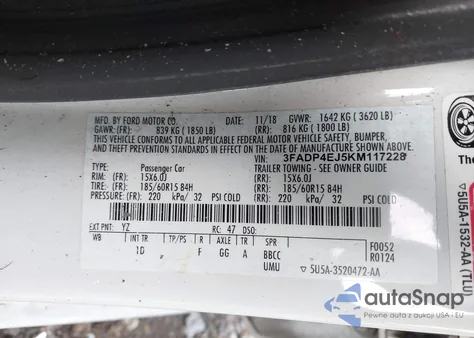 MFD. BY FORD MOTOR CO. 11/18 GVWR: 1642 KG ( 3620 LB)
GAWR: (FR): 839 KG ( 1850 LB) (RR): 816 KG ( 1800 LB)
THIS VEHICLE CONFORMS TO ALL APPLICABLE FEDERAL MOTOR VEHICLE SAFETY, BUMPER,
AND THEFT PREVENTION STANDARDS IN EFFECT ON THE DATE OF MANUFACTURE SHOWN ABOVE.
VIN: 3FADP4EJ5KM117228
TYPE: Passenger Car TRAILER TOWING - SEE OWNER GUIDE
RIM: (FR): 15X6.0J (RR): 15X6.0J
TIRE: (FR): 185/60R15 84H (RR): 185/60R15 84H
PRESSURE: (FR): 220 kPa/ 32 PSI COLD (RR): 220 kPa/ 32 PSI COLD
EXT PNT: YZ RC: 47 DSO:
WB INT TR TP/PS R AXLE TR SPR
1D F GG A BBCC
UMU
F0052
R0124
5U5A-3520472-AA
5U5A-1532-AA (TLU)
autoSnap
Pewne auta z aukcji USA